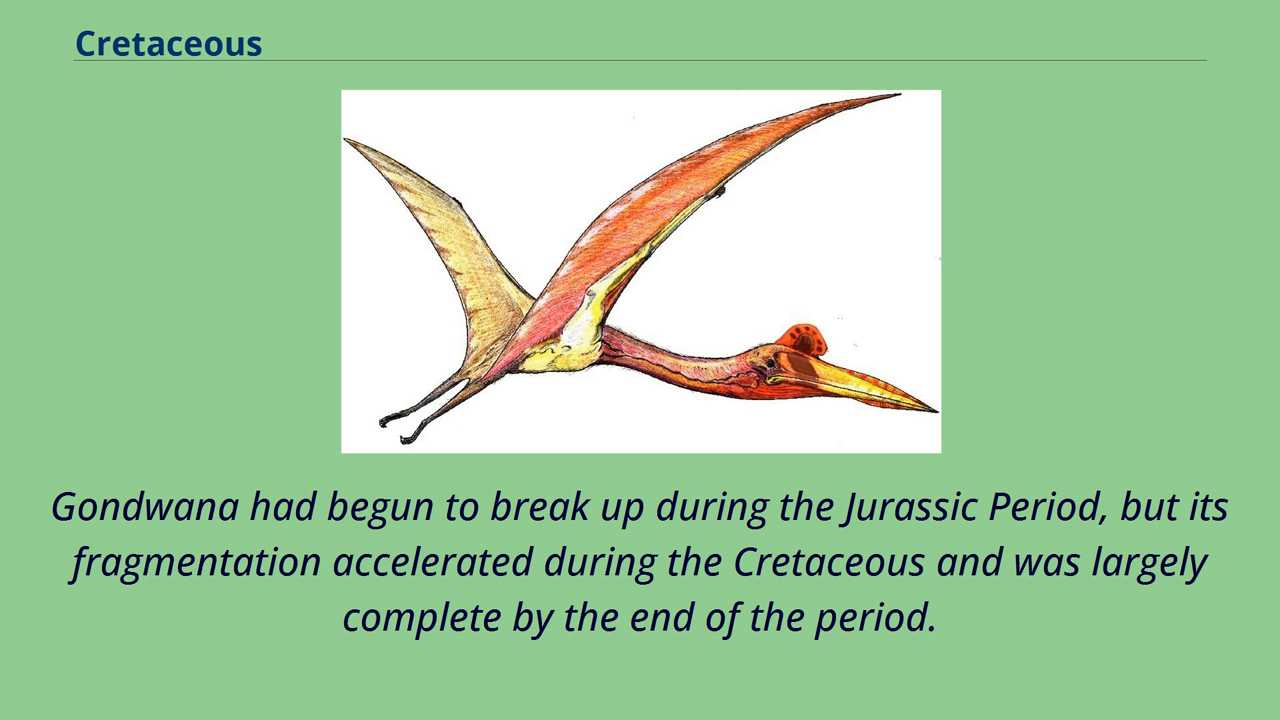 Cretaceous
Gondwana had begun to break up during the Jurassic Period, but its
fragmentation accelerated during the Cretaceous and was largely
complete by the end of the period.